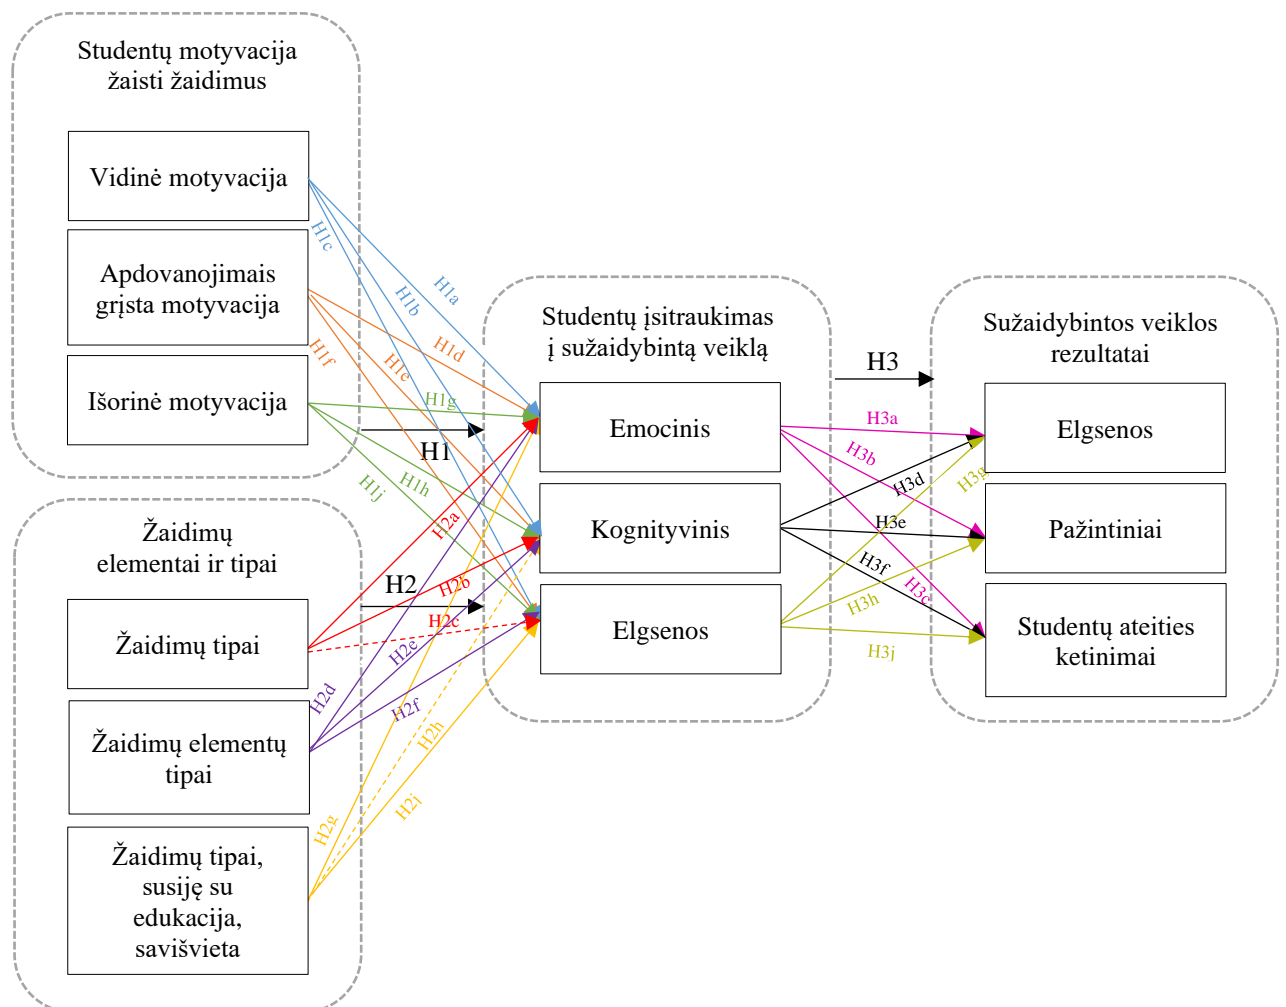 Studentų motyvacija
žaisti žaidimus
Vidinė motyvacija
Apdovanojimais
grįsta motyvacija
Išorinė motyvacija
H1a
H1b
H1c
H1d
H1e
H1f
H1g
H1h
H1j
H1
Žaidimų
elementai ir tipai
Žaidimų tipai
Žaidimų elementų
tipai
Žaidimų tipai,
susiję su
edukacija,
savišvieta
H2a
H2b
H2c
H2d
H2e
H2f
H2g
H2h
H2j
H2
Studentų įsitraukimas
į sužaidybintą veiklą
Emocinis
Kognityvinis
Elgsenos
H3
H3a
H3b
H3c
H3d
H3e
H3f
H3g
H3h
H3j
Sužaidybintos veiklos
rezultatai
Elgsenos
Pažintiniai
Studentų ateities
ketinimai